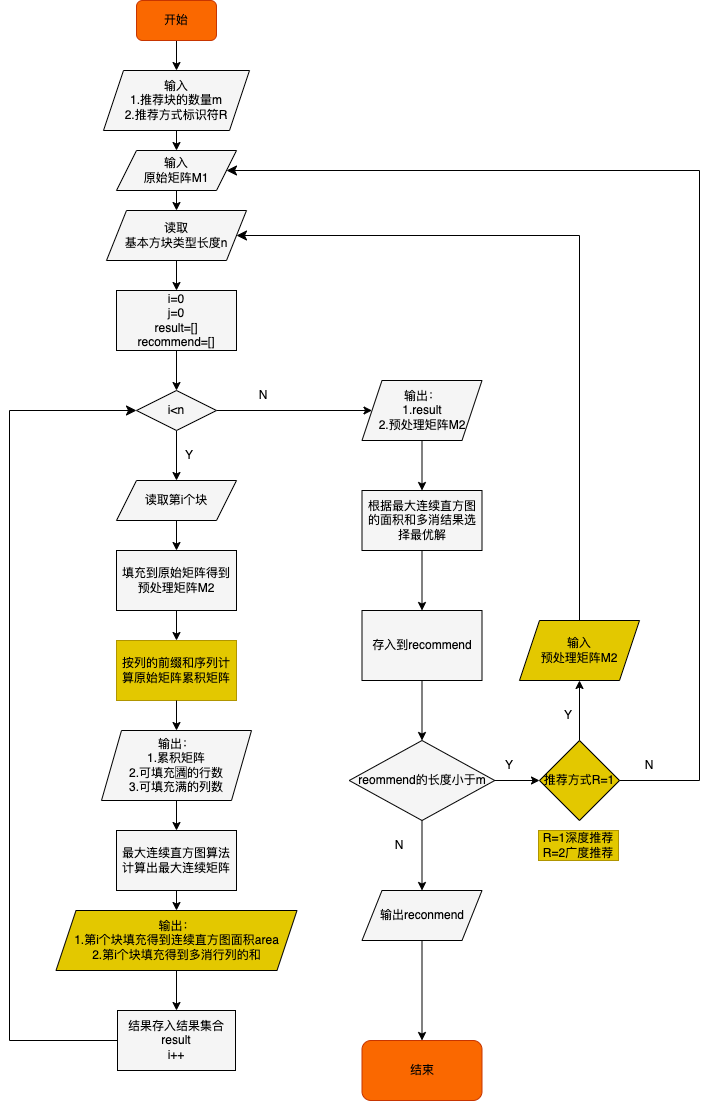 开始
输入
1.推荐块的数量m
2.推荐方式标识符R
输入
原始矩阵M1
读取
基本方块类型长度n
i=0
j=0
result=[]
recommend=[]
i<n
N
Y
读取第i个块
填充到原始矩阵得到
预处理矩阵M2
按列的前缀和序列计
算原始矩阵累积矩阵
输出：
1.累积矩阵
2.可填充满的行数
3.可填充满的列数
最大连续直方图算法
计算出最大连续矩阵
输出：
1.第i个块填充得到连续直方图面积area
2.第i个块填充得到多消行列的和
结果存入结果集合
result
i++
输出：
1.result
2.预处理矩阵M2
根据最大连续直方图
的面积和多消结果选
择最优解
存入到recommend
reommend的长度小于m
Y
N
输出reconmend
结束
输入
预处理矩阵M2
Y
推荐方式R=1
N
R=1深度推荐
R=2广度推荐